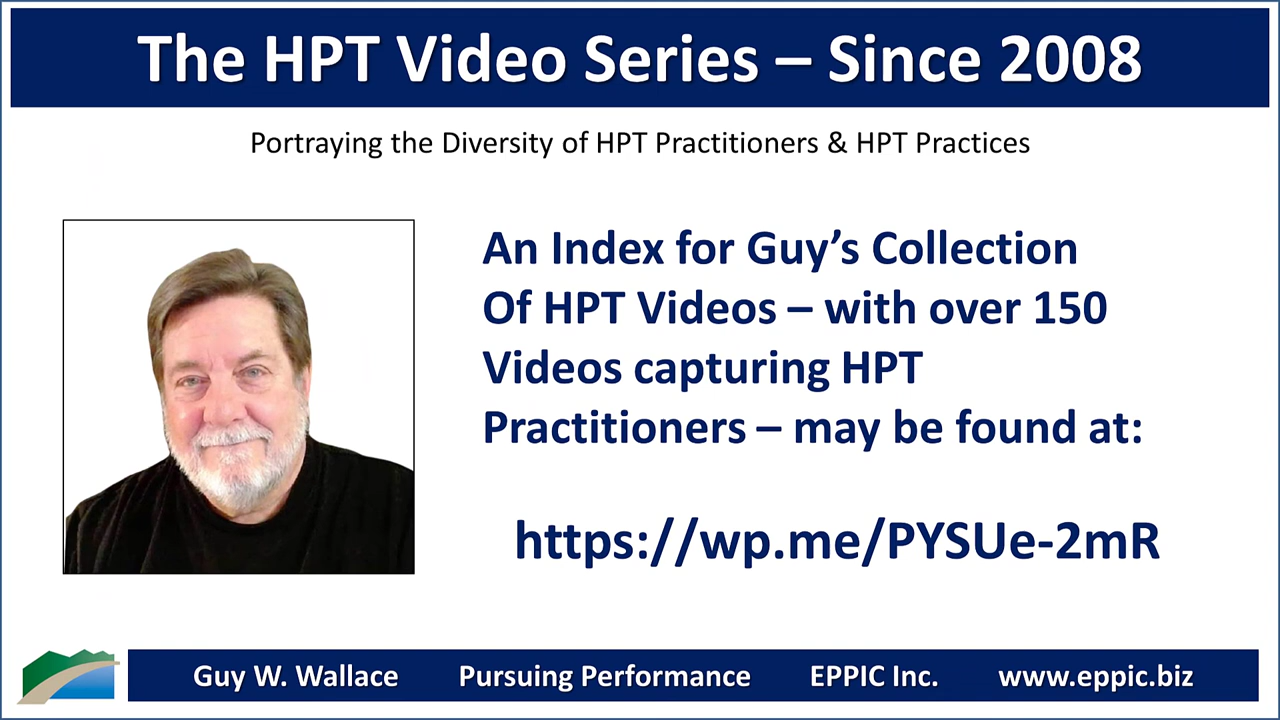 The HPT Video Series – Since 2008
Portraying the Diversity of HPT Practitioners & HPT Practices
An Index for Guy’s Collection
Of HPT Videos – with over 150
Videos capturing HPT
Practitioners – may be found at:
https://wp.me/PYSUe-2mR
Guy W. Wallace Pursuing Performance EPPIC Inc. www.eppic.biz